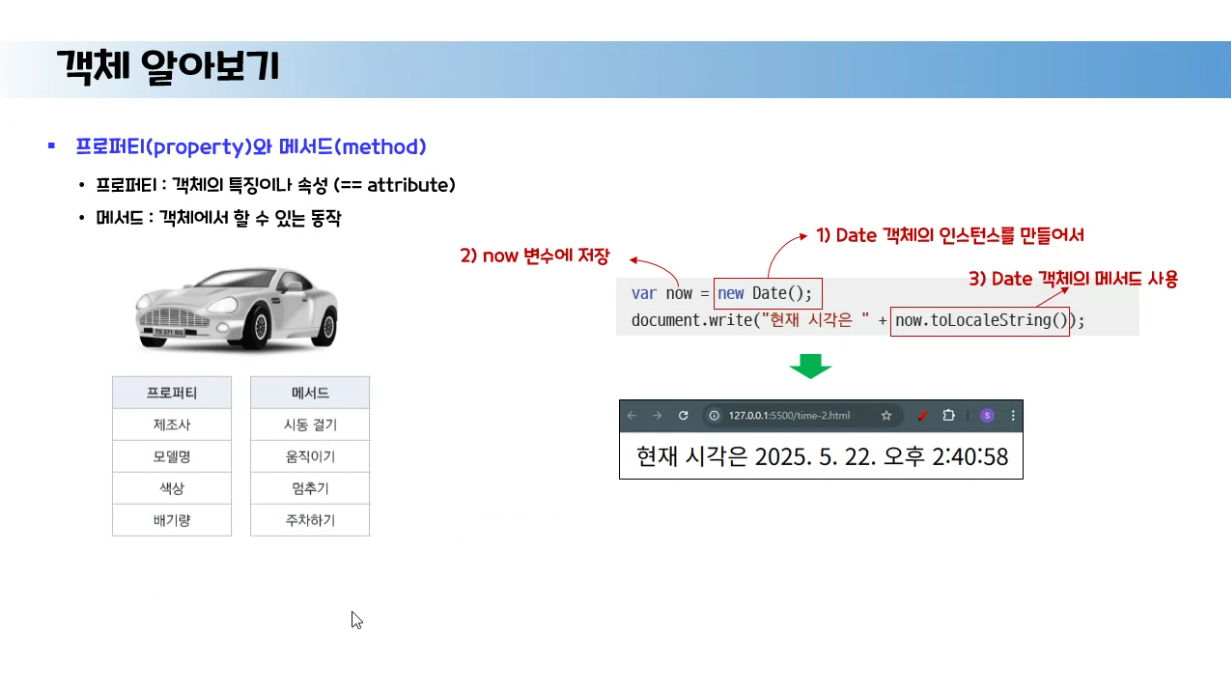 객체 알아보기
프로퍼티(property)와 메서드(method)
프로퍼티 : 객체의 특징이나 속성 (== attribute)
메서드 : 객체에서 할 수 있는 동작
프로퍼티
제조사
모델명
색상
배기량
메서드
시동 걸기
움직이기
멈추기
주차하기
1) Date 객체의 인스턴스를 만들어서
2) now 변수에 저장
3) Date 객체의 메서드 사용
var now = new Date();
document.write("현재 시각은 " + now.toLocaleString());
127.0.0.1:5500/time-2.html
S
현재 시각은 2025. 5. 22. 오후 2:40:58